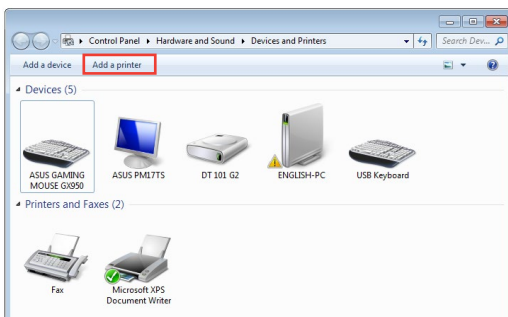 Control Panel Hardware and Sound Devices and Printers
Search Dev...
Add a device Add a printer
Devices (5)
ASUS GAMING MOUSE GX950
ASUS PM17TS
DT 101 G2
ENGLISH-PC
USB Keyboard
Printers and Faxes (2)
Fax
Microsoft XPS
Document Writer